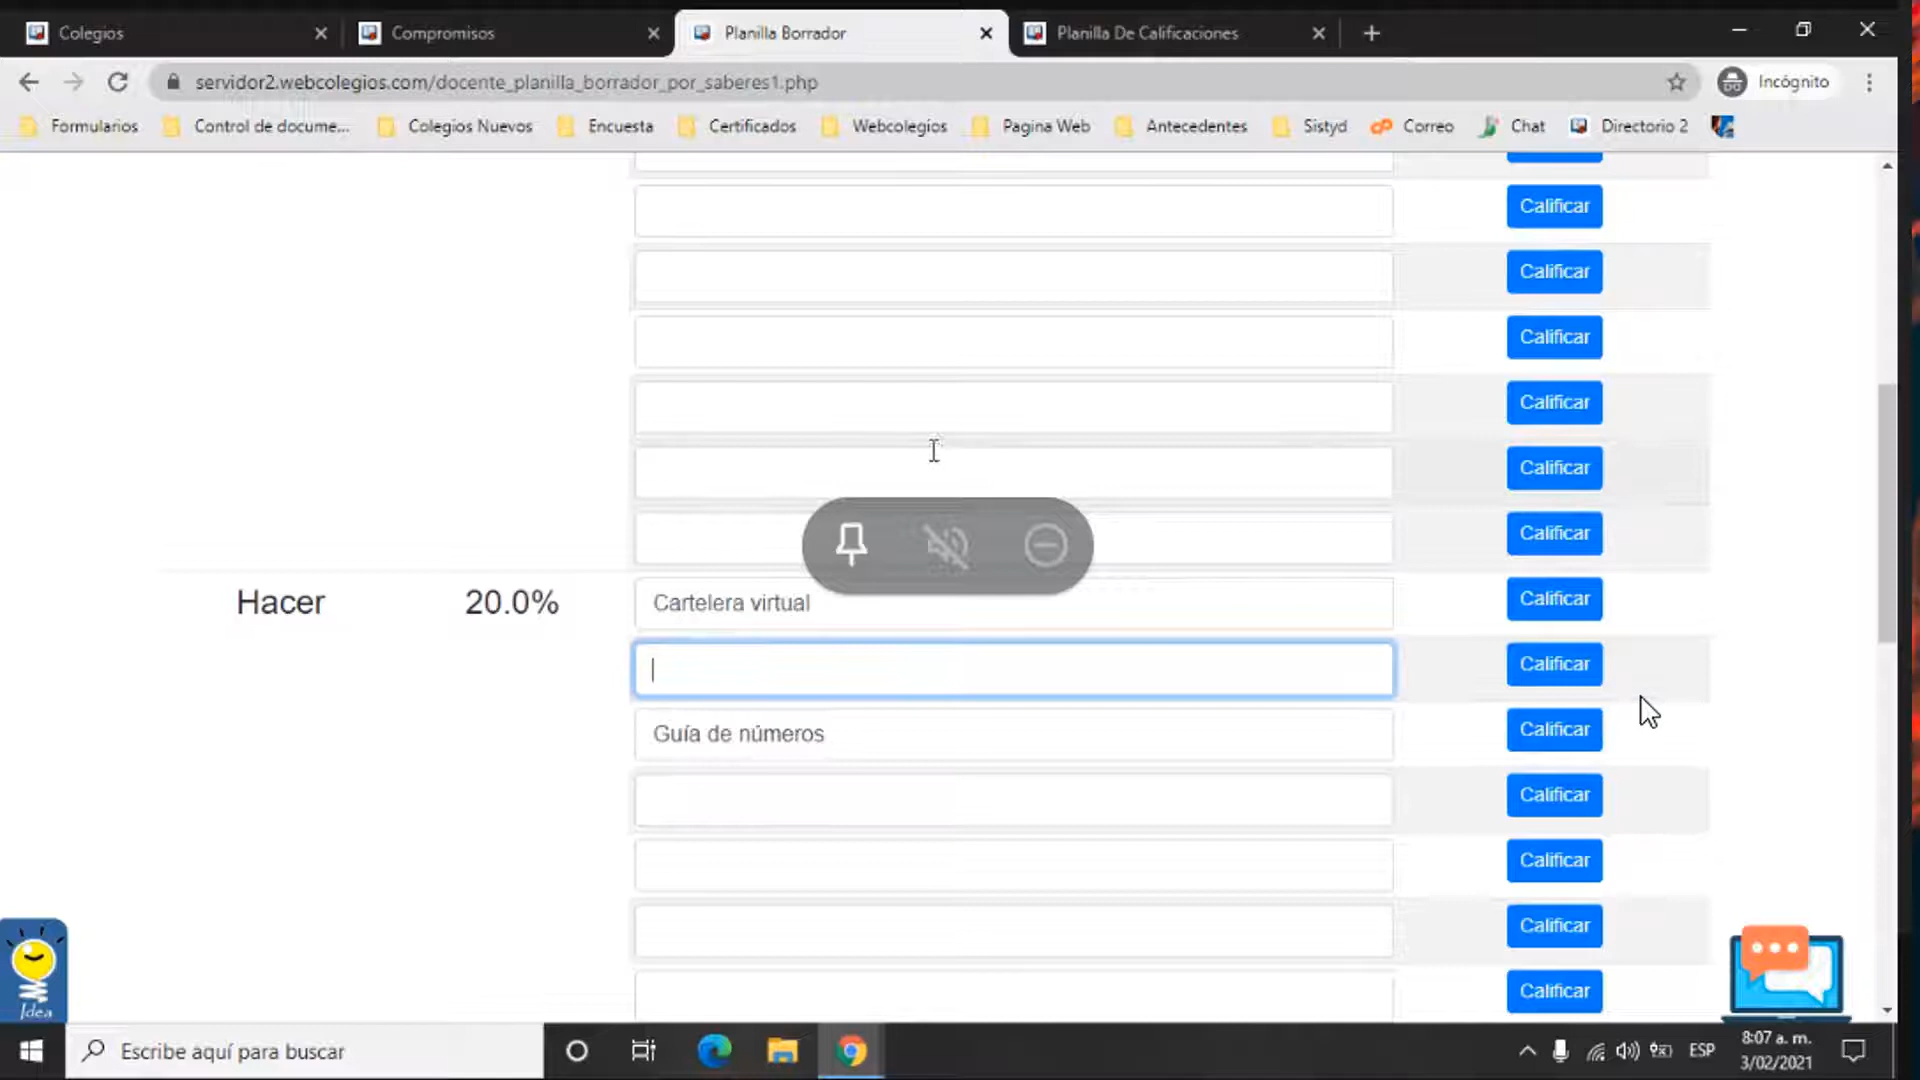 Colegios
Compromisos
Planilla Borrador
Planilla De Calificaciones
servidor2.webcolegios.com/docente_planilla_borrador_por_saberes1.php
Incógnito
Formularios
Control de docume...
Colegios Nuevos
Encuesta
Certificados
Webcolegios
Pagina Web
Antecedentes
Sistyd
Correo
Chat
Directorio 2
Calificar
Calificar
Calificar
Calificar
Calificar
Calificar
Hacer 20.0% Cartelera virtual Calificar
Calificar
Guía de números Calificar
Calificar
Calificar
Calificar
Calificar
Idea
Escribe aquí para buscar
ESP
8:07 a. m.
3/02/2021